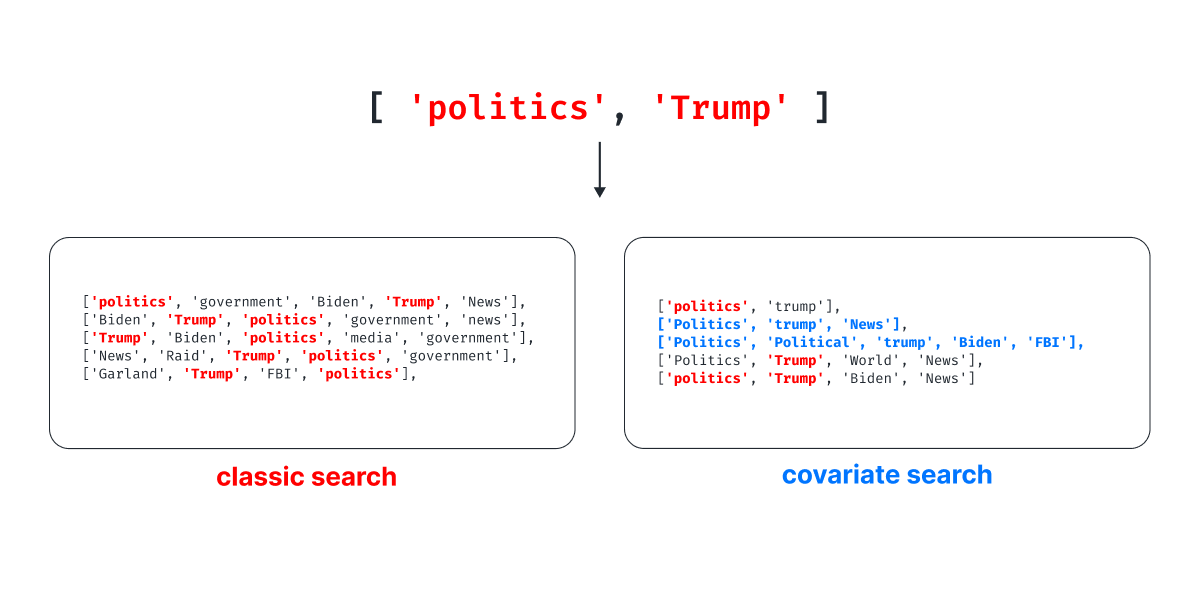 [ 'politics', 'Trump' ]
['politics', 'government', 'Biden', 'Trump', 'News'],
['Biden', 'Trump', 'politics', 'government', 'news'],
['Trump', 'Biden', 'politics', 'media', 'government'],
['News', 'Raid', 'Trump', 'politics', 'government'],
['Garland', 'Trump', 'FBI', 'politics'],
classic search
['politics', 'trump'],
['Politics', 'trump', 'News'],
['Politics', 'Political', 'trump', 'Biden', 'FBI'],
['Politics', 'Trump', 'World', 'News'],
['politics', 'Trump', 'Biden', 'News']
covariate search